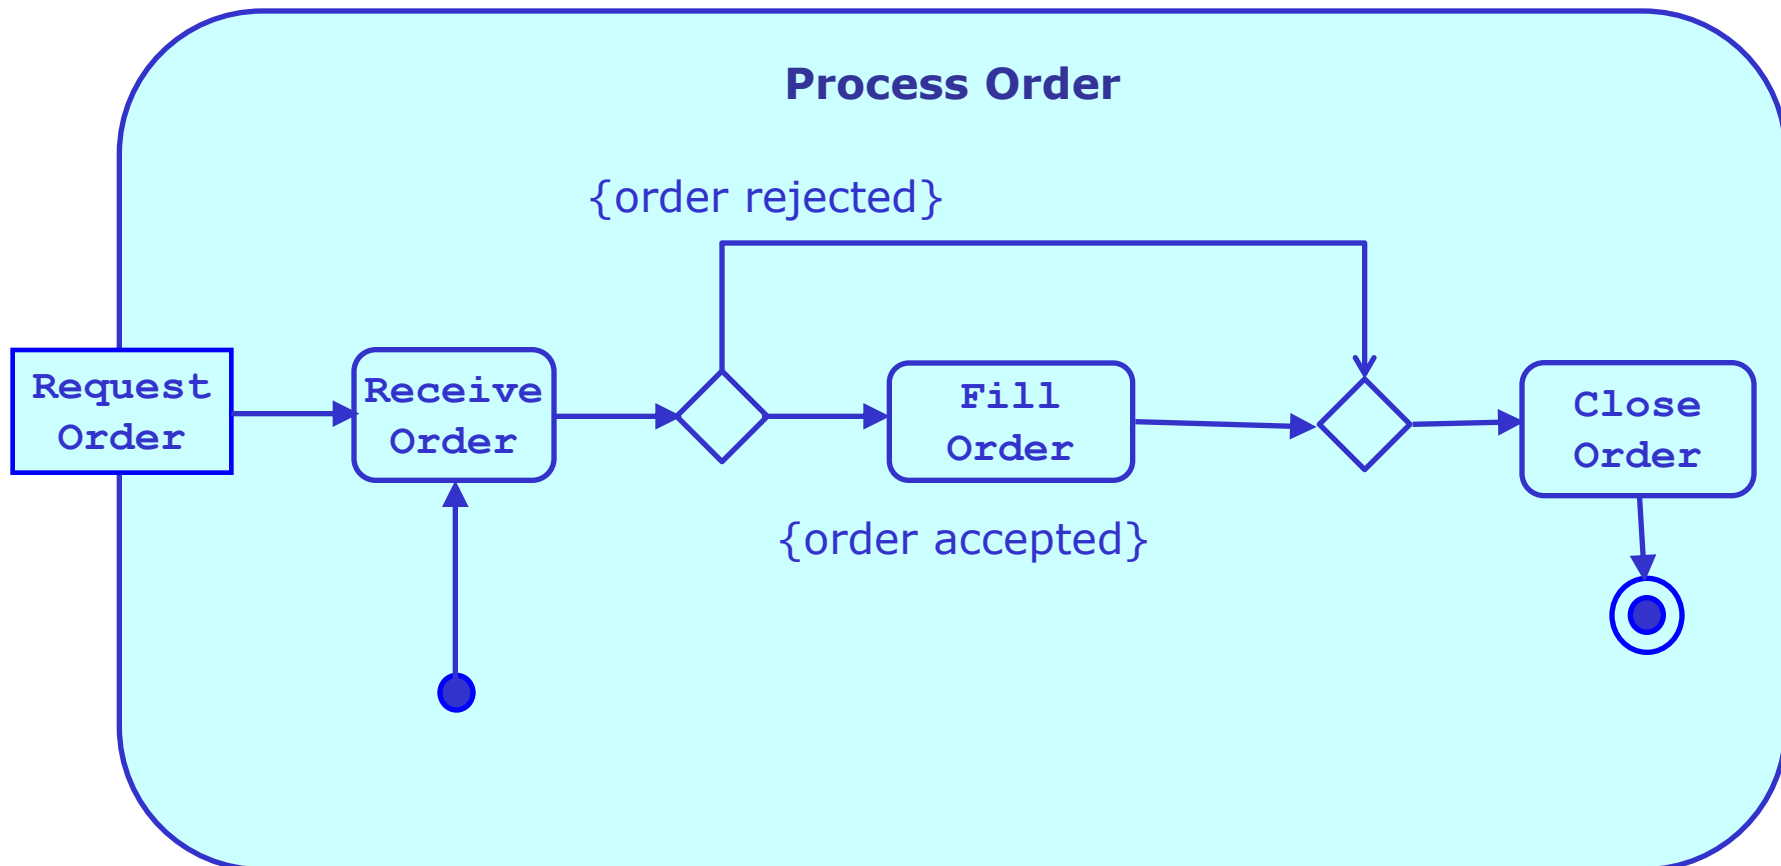 Process Order
{order rejected}
Request
Order
Receive
Order
Fill
Order
Close
Order
{order accepted}